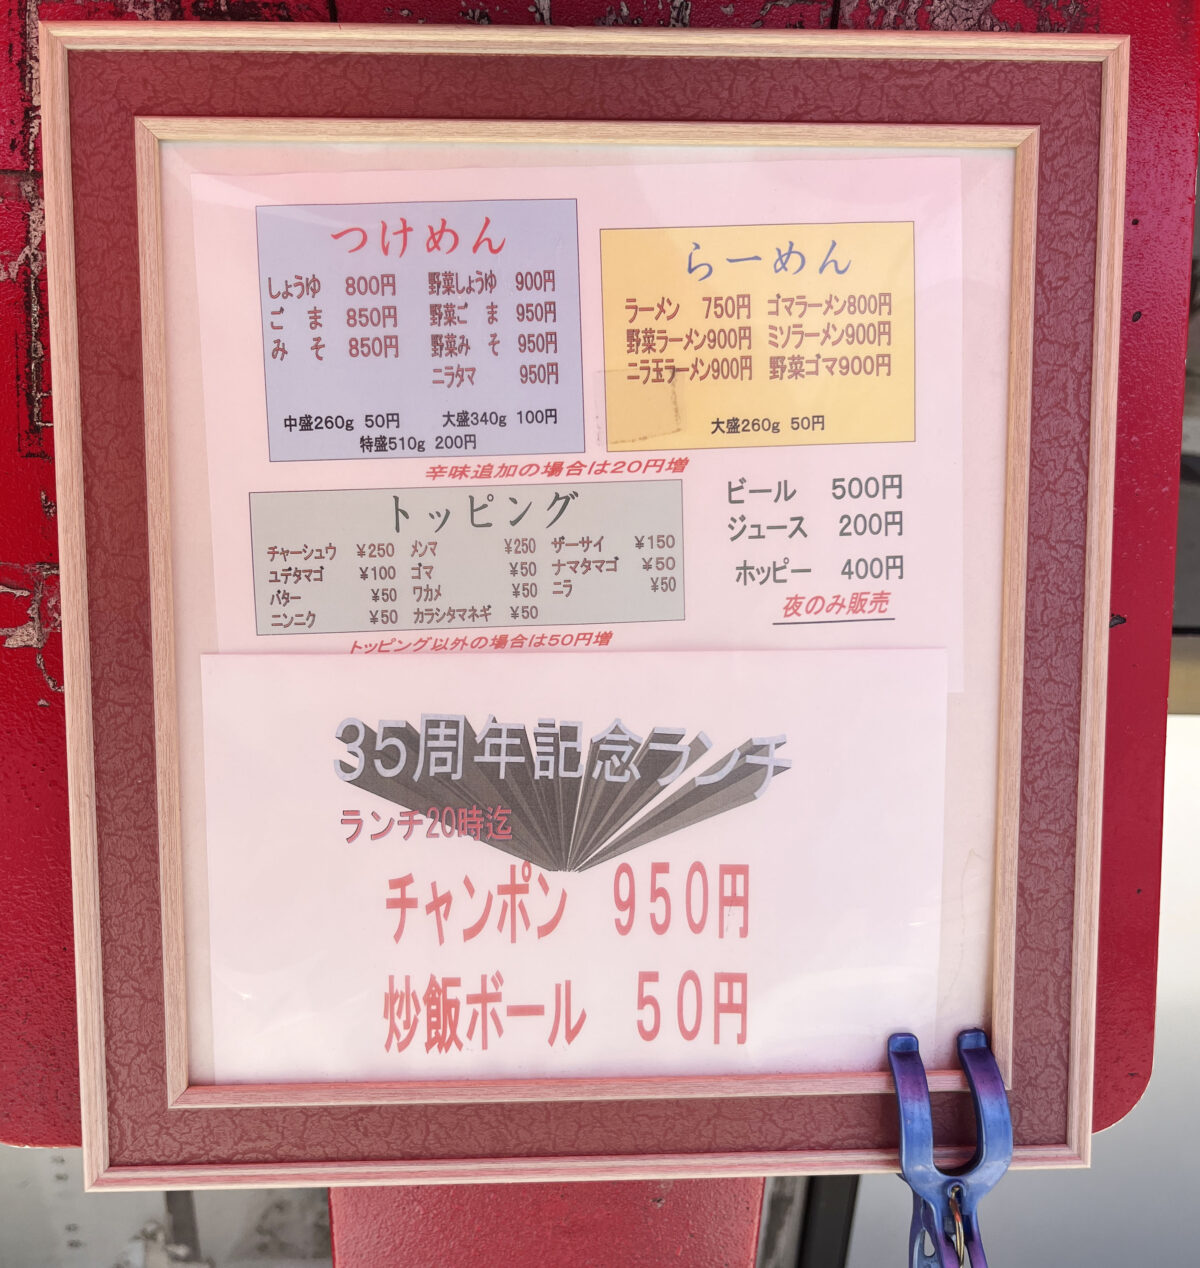 つけめん
しょうゆ 800円 野菜しょうゆ 900円
ごま 850円 野菜ごま 950円
みそ 850円 野菜みそ 950円
ニラタマ 950円
中盛260g 50円 大盛340g 100円
特盛510g 200円
らーめん
ラーメン 750円 ゴマラーメン800円
野菜ラーメン900円 ミソラーメン900円
ニラ玉ラーメン900円 野菜ゴマ900円
大盛260g 50円
辛味追加の場合は20円増
トッピング
チャーシュウ ¥250 メンマ ¥250 ザーサイ ¥150
ユデタマゴ ¥100 ゴマ ¥50 ナマタマゴ ¥50
バター ¥50 ワカメ ¥50 ニラ ¥50
ニンニク ¥50 カラシタマネギ ¥50
トッピング以外の場合は50円増
ビール 500円
ジュース 200円
ホッピー 400円
夜のみ販売
35周年記念ランチ
ランチ20時迄
チャンポン 950円
炒飯ボール 50円